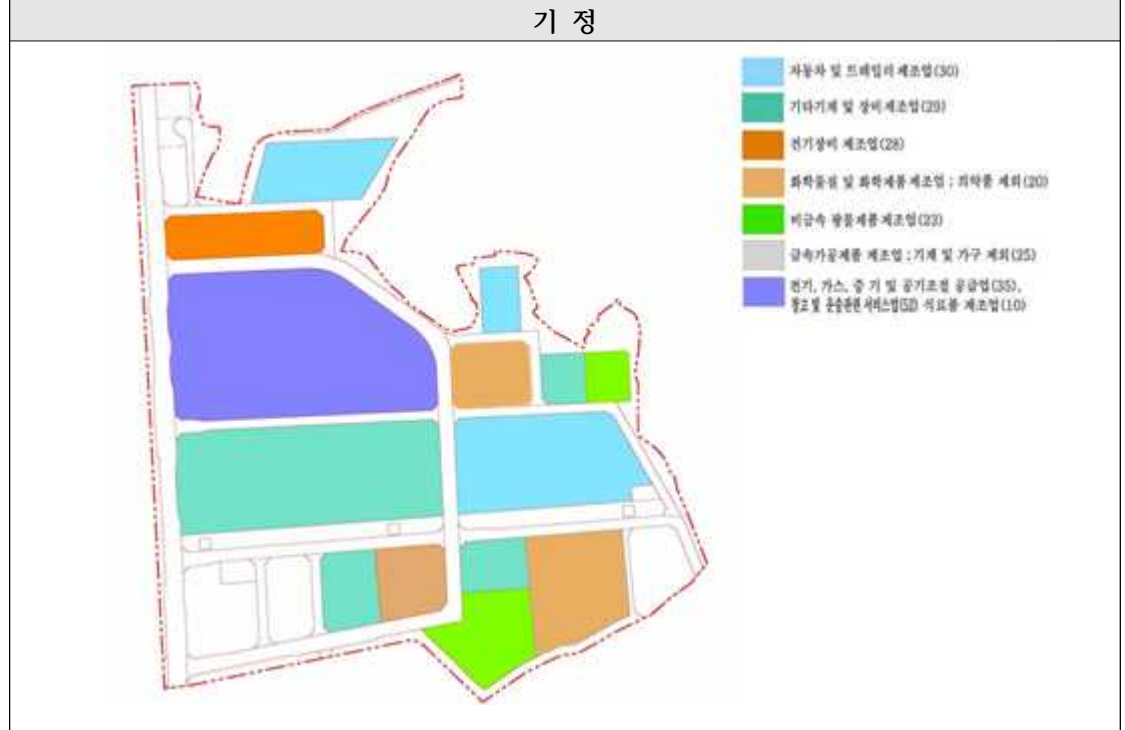 기 정
자동차 및 트레일러 제조업(30)
기타기계 및 장비 제조업(29)
전기장비 제조업(28)
화학물질 및 화학제품 제조업 ; 의약품 제외(20)
비금속 광물제품 제조업(23)
금속가공제품 제조업 ; 기계 및 가구 제외(25)
전기, 가스, 증 기 및 공기조절 공급업(35),
창고 및 운송관련 서비스업(52) 식료품 제조업(10)